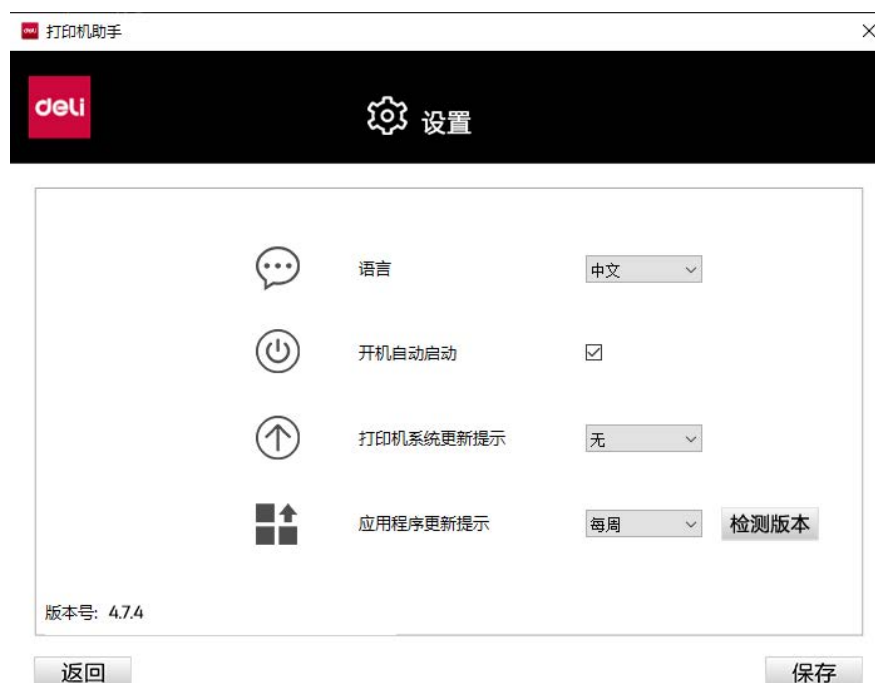 打印机助手
deli
设置
语言 中文
开机自动启动
打印机系统更新提示 无
应用程序更新提示 每周 检测版本
版本号: 4.7.4
返回 保存